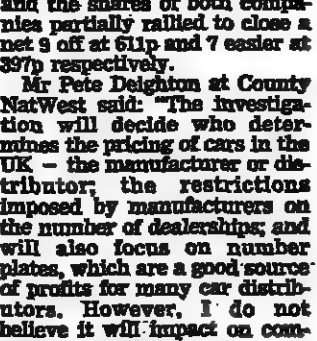 and the shares of both compa-
nies partially rallied to close a
net 9 off at 611p and 7 easier at
397p respectively.
Mr Pete Deighton at County
NatWest said: "The investiga-
tion will decide who deter-
mines the pricing of cars in the
UK – the manufacturer or dis-
tributor; the restrictions
imposed by manufacturers on
the number of dealerships; and
will also focus on number
plates, which are a good source
of profits for many car distrib-
utors. However, I do not
believe it will impact on com-